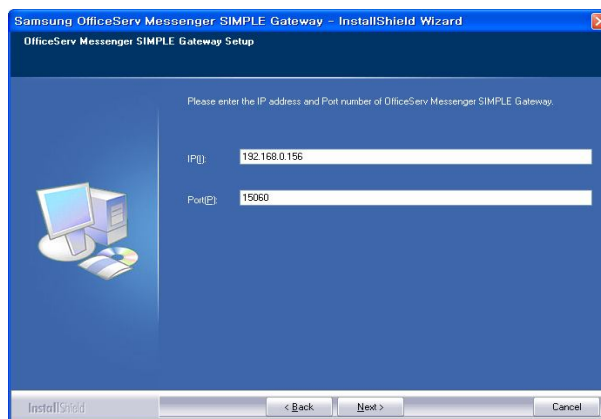 Samsung OfficeServ Messenger SIMPLE Gateway - InstallShield Wizard
OfficeServ Messenger SIMPLE Gateway Setup
Please enter the IP address and Port number of OfficeServ Messenger SIMPLE Gateway.
IP(I): 192.168.0.156
Port(P): 15060
InstallShield
< Back Next > Cancel